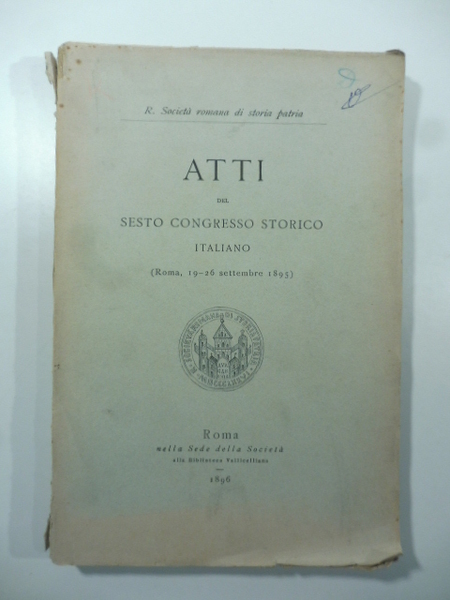 R. Società romana di storia patria
ATTI
DEL
SESTO CONGRESSO STORICO
ITALIANO
(Roma, 19-26 settembre 1895)
Roma
nella Sede della Società
alla Biblioteca Vallicelliana
1896